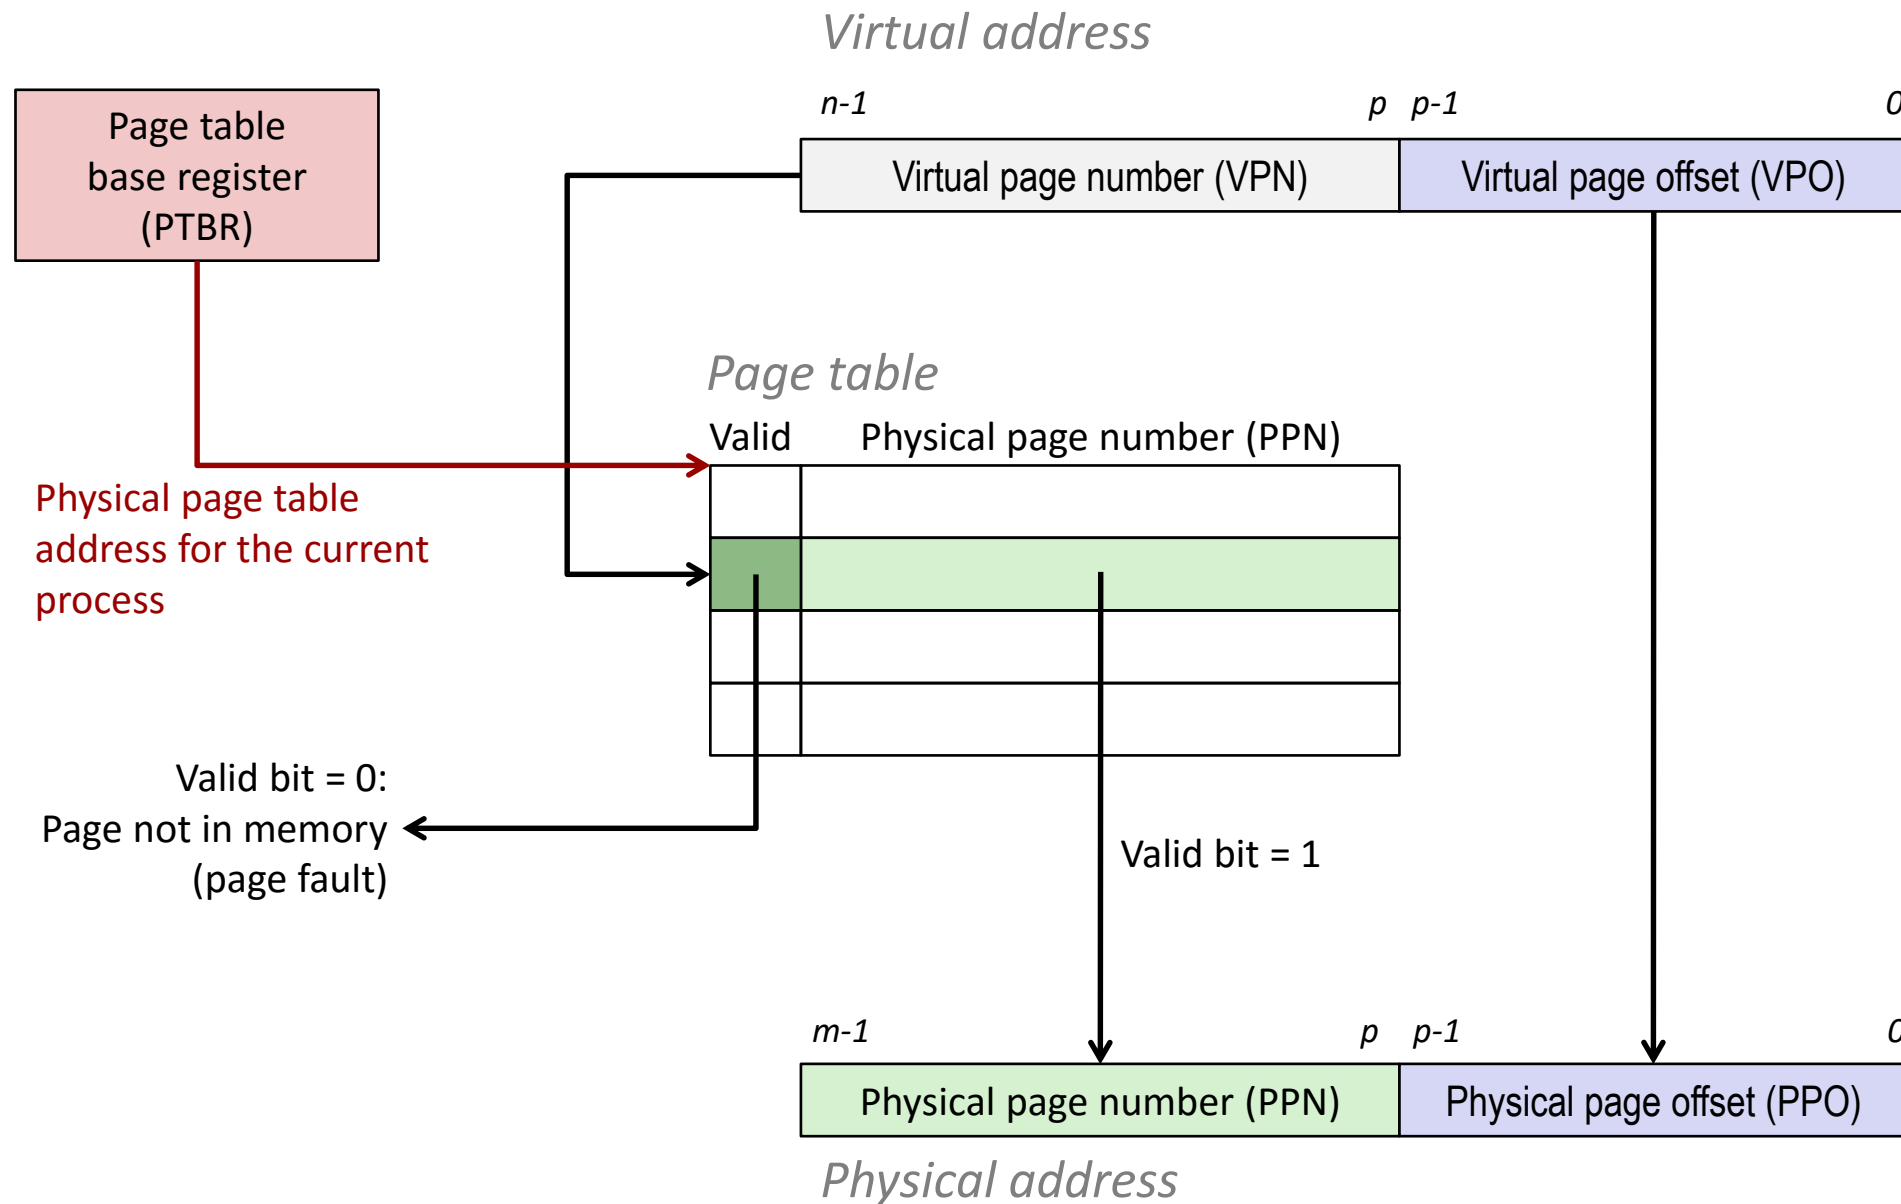 Virtual address
n-1 p p-1 0
Page table
base register
(PTBR)
Virtual page number (VPN) Virtual page offset (VPO)
Page table
Valid Physical page number (PPN)
Physical page table
address for the current
process
Valid bit = 0:
Page not in memory
(page fault)
Valid bit = 1
m-1 p p-1 0
Physical page number (PPN) Physical page offset (PPO)
Physical address